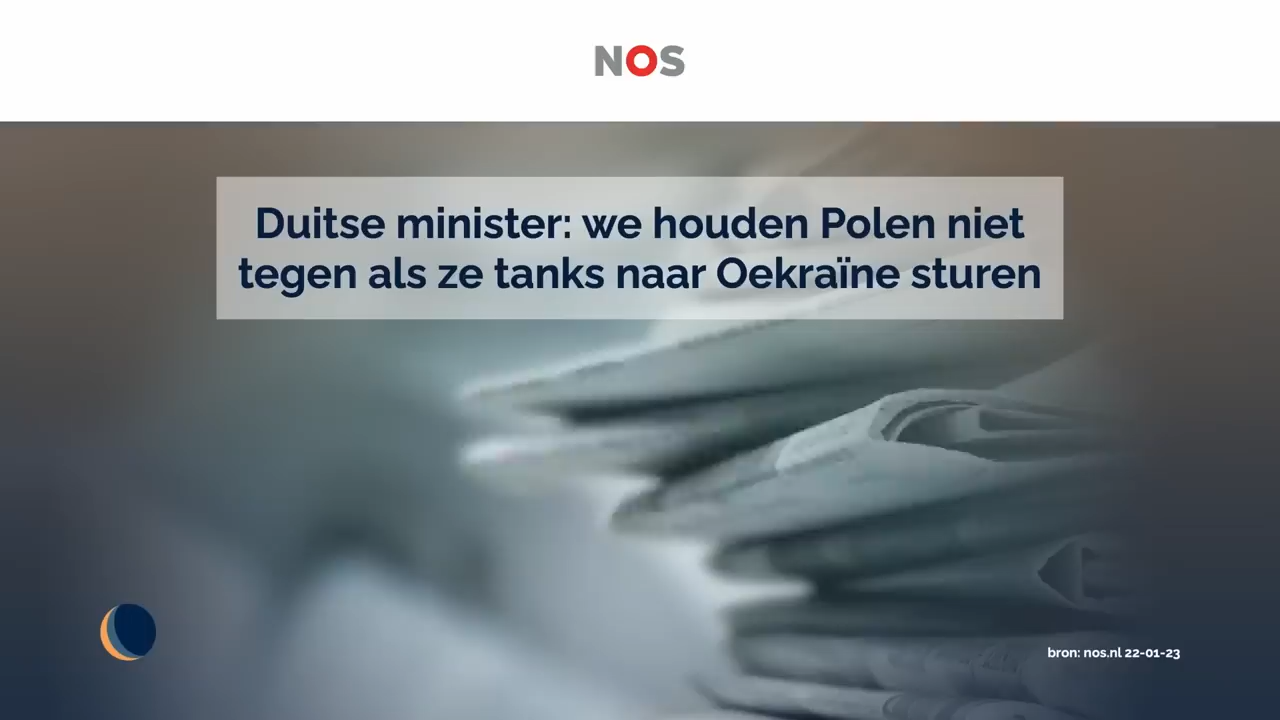 NOS
Duitse minister: we houden Polen niet
tegen als ze tanks naar Oekraïne sturen
bron: nos.nl 22-01-23